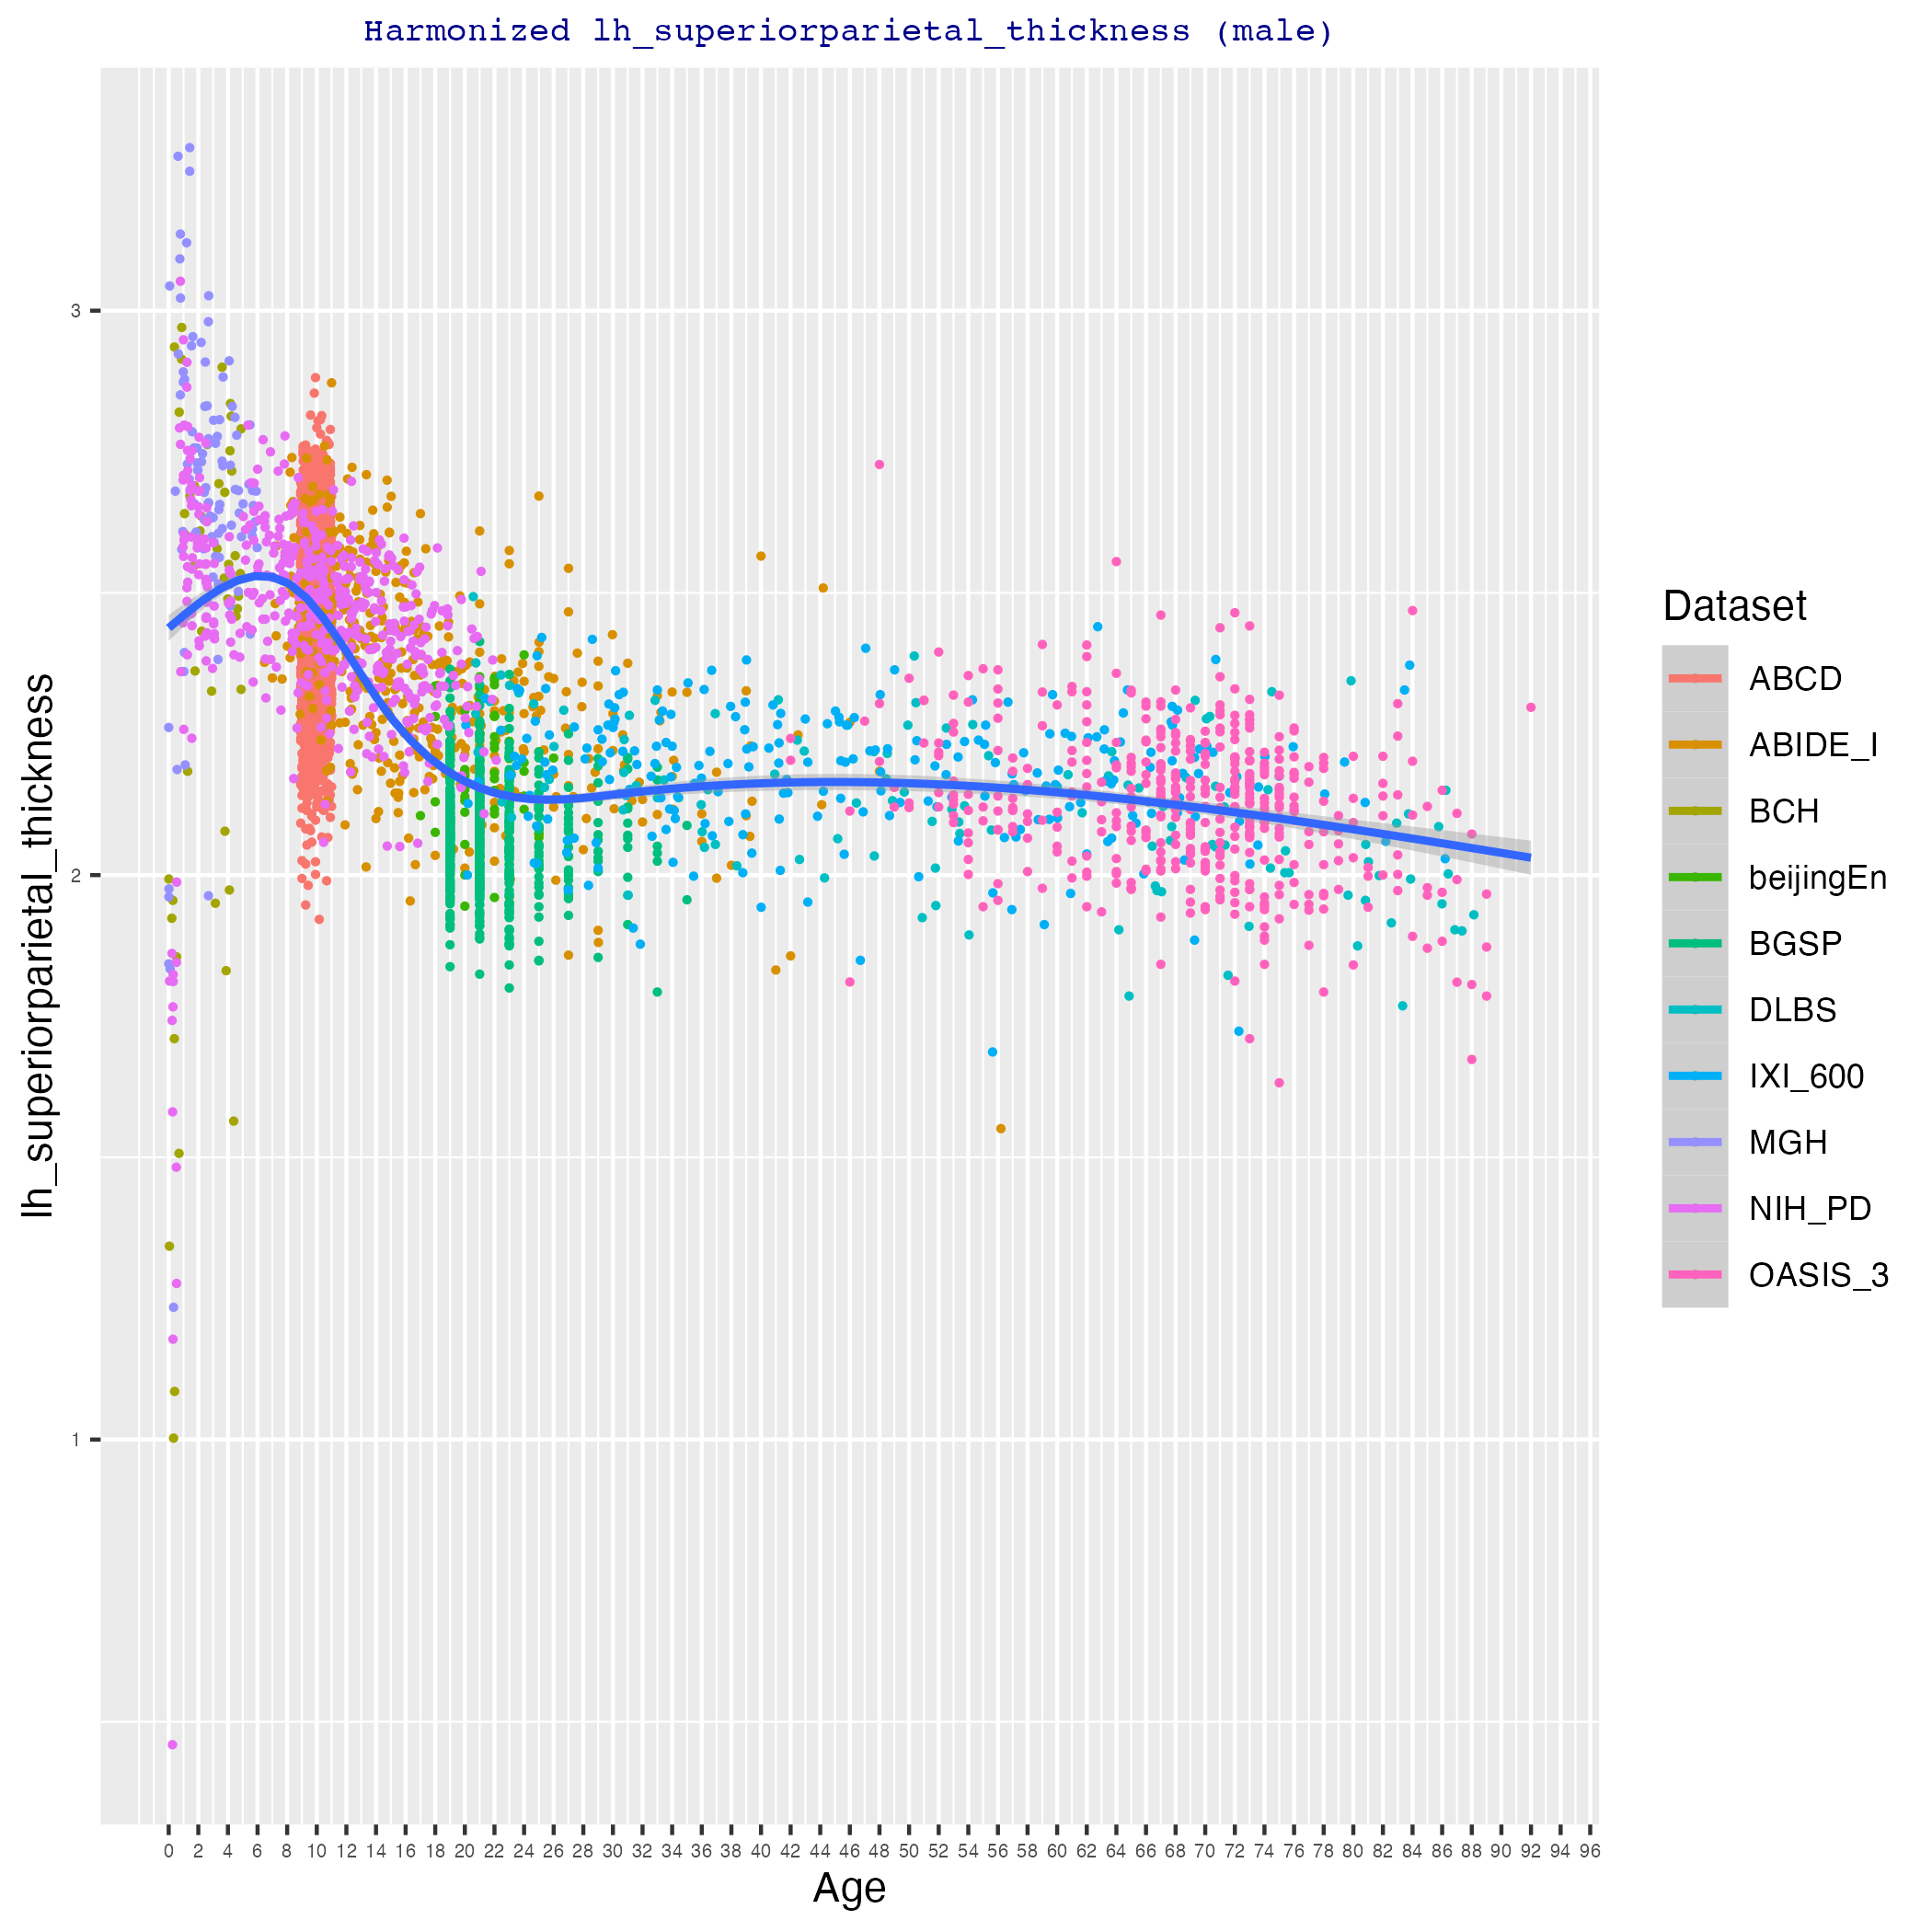 Harmonized lh_superiorparietal_thickness (male)
lh_superiorparietal_thickness
3
2
1
0 2 4 6 8 10 12 14 16 18 20 22 24 26 28 30 32 34 36 38 40 42 44 46 48 50 52 54 56 58 60 62 64 66 68 70 72 74 76 78 80 82 84 86 88 90 92 94 96
Age
Dataset
ABCD
ABIDE_I
BCH
beijingEn
BGSP
DLBS
IXI_600
MGH
NIH_PD
OASIS_3